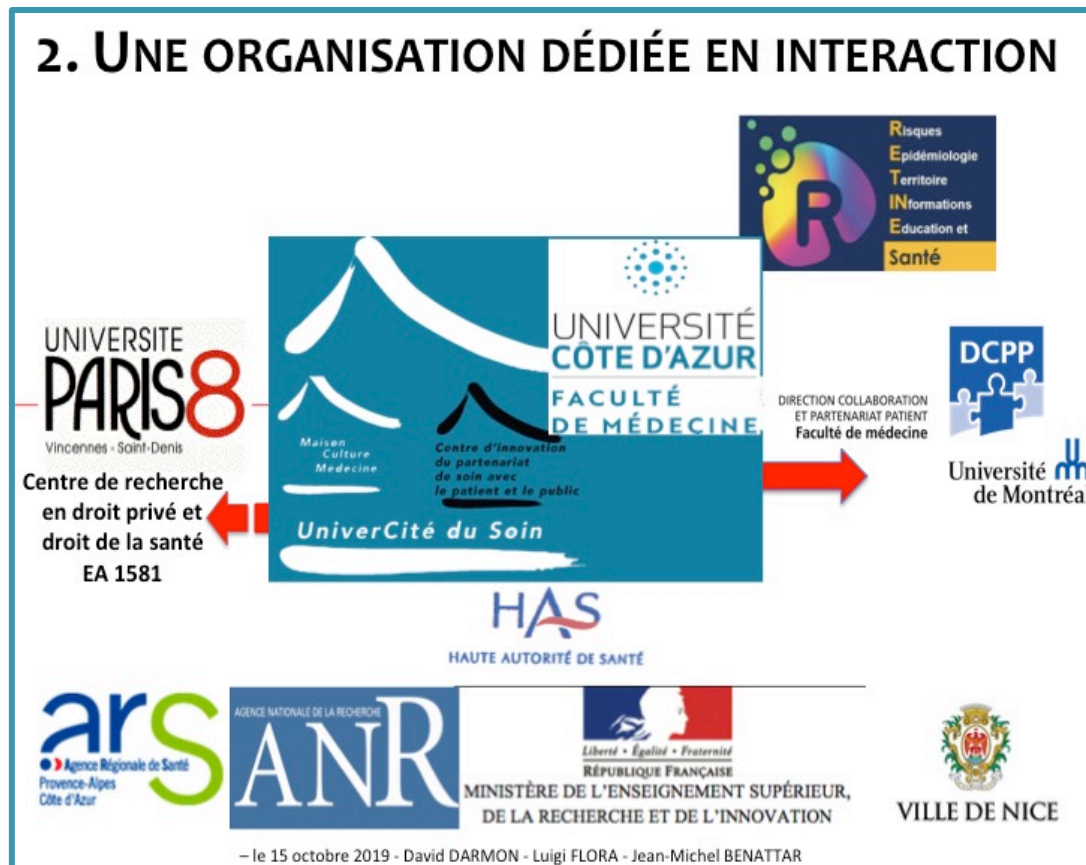 2. UNE ORGANISATION DÉDIÉE EN INTERACTION
Risques
Epidémiologie
Territoire
INformations
Education et
Santé
R
UNIVERSITÉ
CÔTE D'AZUR
FACULTÉ
DE MÉDECINE
Maison
Culture
Médecine
Centre d'innovation
du partenariat
de soin avec
le patient et le public
UniverCité du Soin
UNIVERSITE
PARIS8
Vincennes - Saint-Denis
Centre de recherche
en droit privé et
droit de la santé
EA 1581
DCPP
DIRECTION COLLABORATION
ET PARTENARIAT PATIENT
Faculté de médecine
Université
de Montréal
HAS
HAUTE AUTORITÉ DE SANTÉ
ars
Agence Régionale de Santé
Provence-Alpes
Côte d'Azur
AGENCE NATIONALE DE LA RECHERCHE
ANR
Liberté • Égalité • Fraternité
RÉPUBLIQUE FRANÇAISE
MINISTÈRE DE L'ENSEIGNEMENT SUPÉRIEUR,
DE LA RECHERCHE ET DE L'INNOVATION
VILLE DE NICE
– le 15 octobre 2019 - David DARMON - Luigi FLORA - Jean-Michel BENATTAR